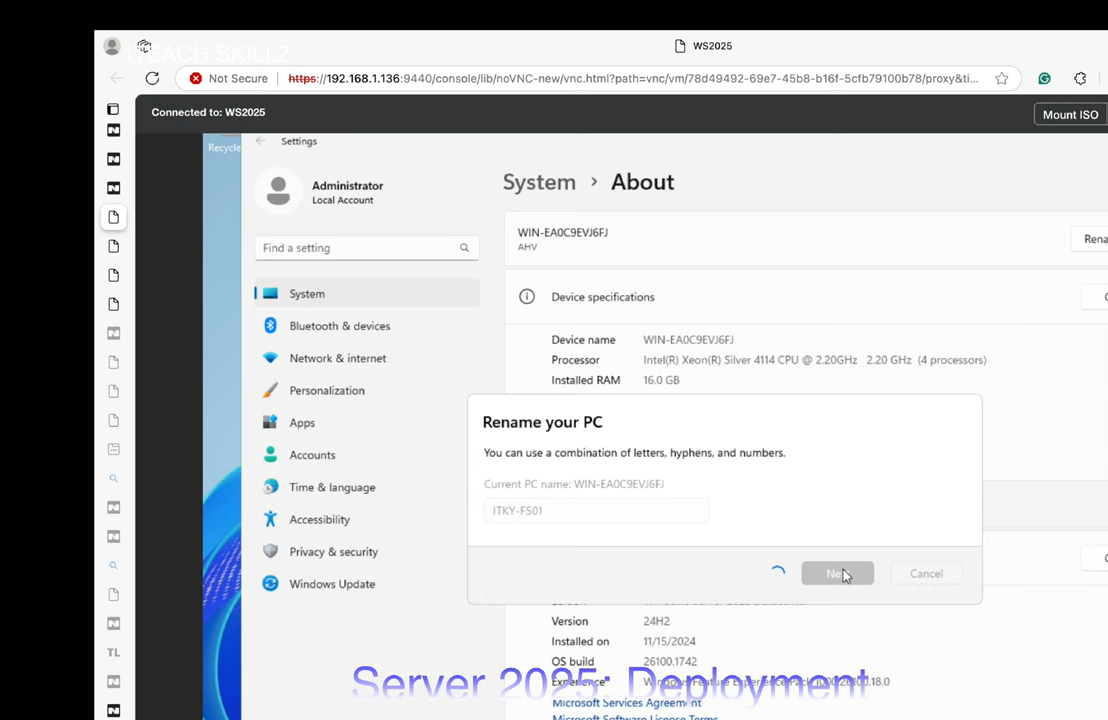 ITEACH SKILLZ
WS2025
Not Secure
https://192.168.1.136:9440/console/lib/noVNC-new/vnc.html?path=vnc/vm/78d49492-69e7-45b8-b16f-5cfb79100b78/proxy&ti...
Connected to: WS2025
Mount ISO
Recycle
Settings
Administrator
Local Account
System > About
WIN-EA0C9EVJ6FJ
AHV
Rena
Find a setting
System
Device specifications
Bluetooth & devices
Device name WIN-EA0C9EVJ6FJ
Network & internet
Processor Intel(R) Xeon(R) Silver 4114 CPU @ 2.20GHz 2.20 GHz (4 processors)
Installed RAM 16.0 GB
Personalization
Apps
Accounts
Time & language
Accessibility
Privacy & security
Windows Update
Rename your PC
You can use a combination of letters, hyphens, and numbers.
Current PC name: WIN-EA0C9EVJ6FJ
ITKY-FS01
Cancel
Version 24H2
Installed on 11/15/2024
OS build 26100.1742
Experience
Server 2025: Deployment
Microsoft Services Agreement
Microsoft Software License Terms
TL